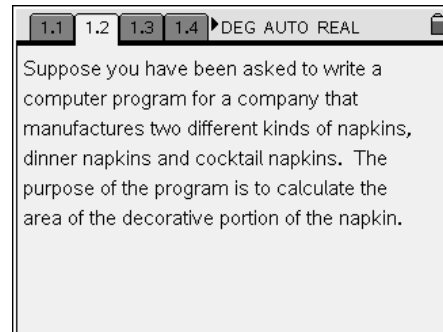 1.1 1.2 1.3 1.4 DEG AUTO REAL
Suppose you have been asked to write a
computer program for a company that
manufactures two different kinds of napkins,
dinner napkins and cocktail napkins. The
purpose of the program is to calculate the
area of the decorative portion of the napkin.